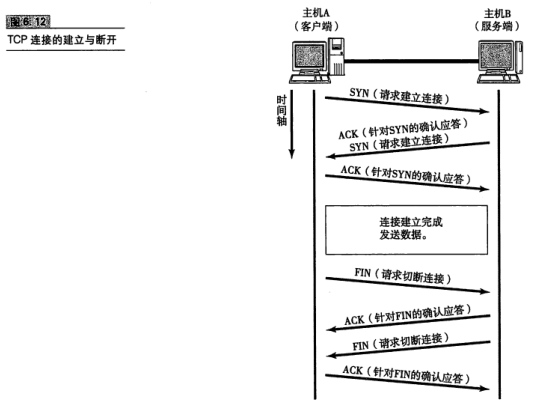 图6.12
TCP 连接的建立与断开
主机A
（客户端）
主机B
（服务端）
时间轴
SYN（请求建立连接）
ACK（针对SYN的确认应答）
SYN（请求建立连接）
ACK（针对SYN的确认应答）
连接建立完成
发送数据。
FIN（请求切断连接）
ACK（针对FIN的确认应答）
FIN（请求切断连接）
ACK（针对FIN的确认应答）